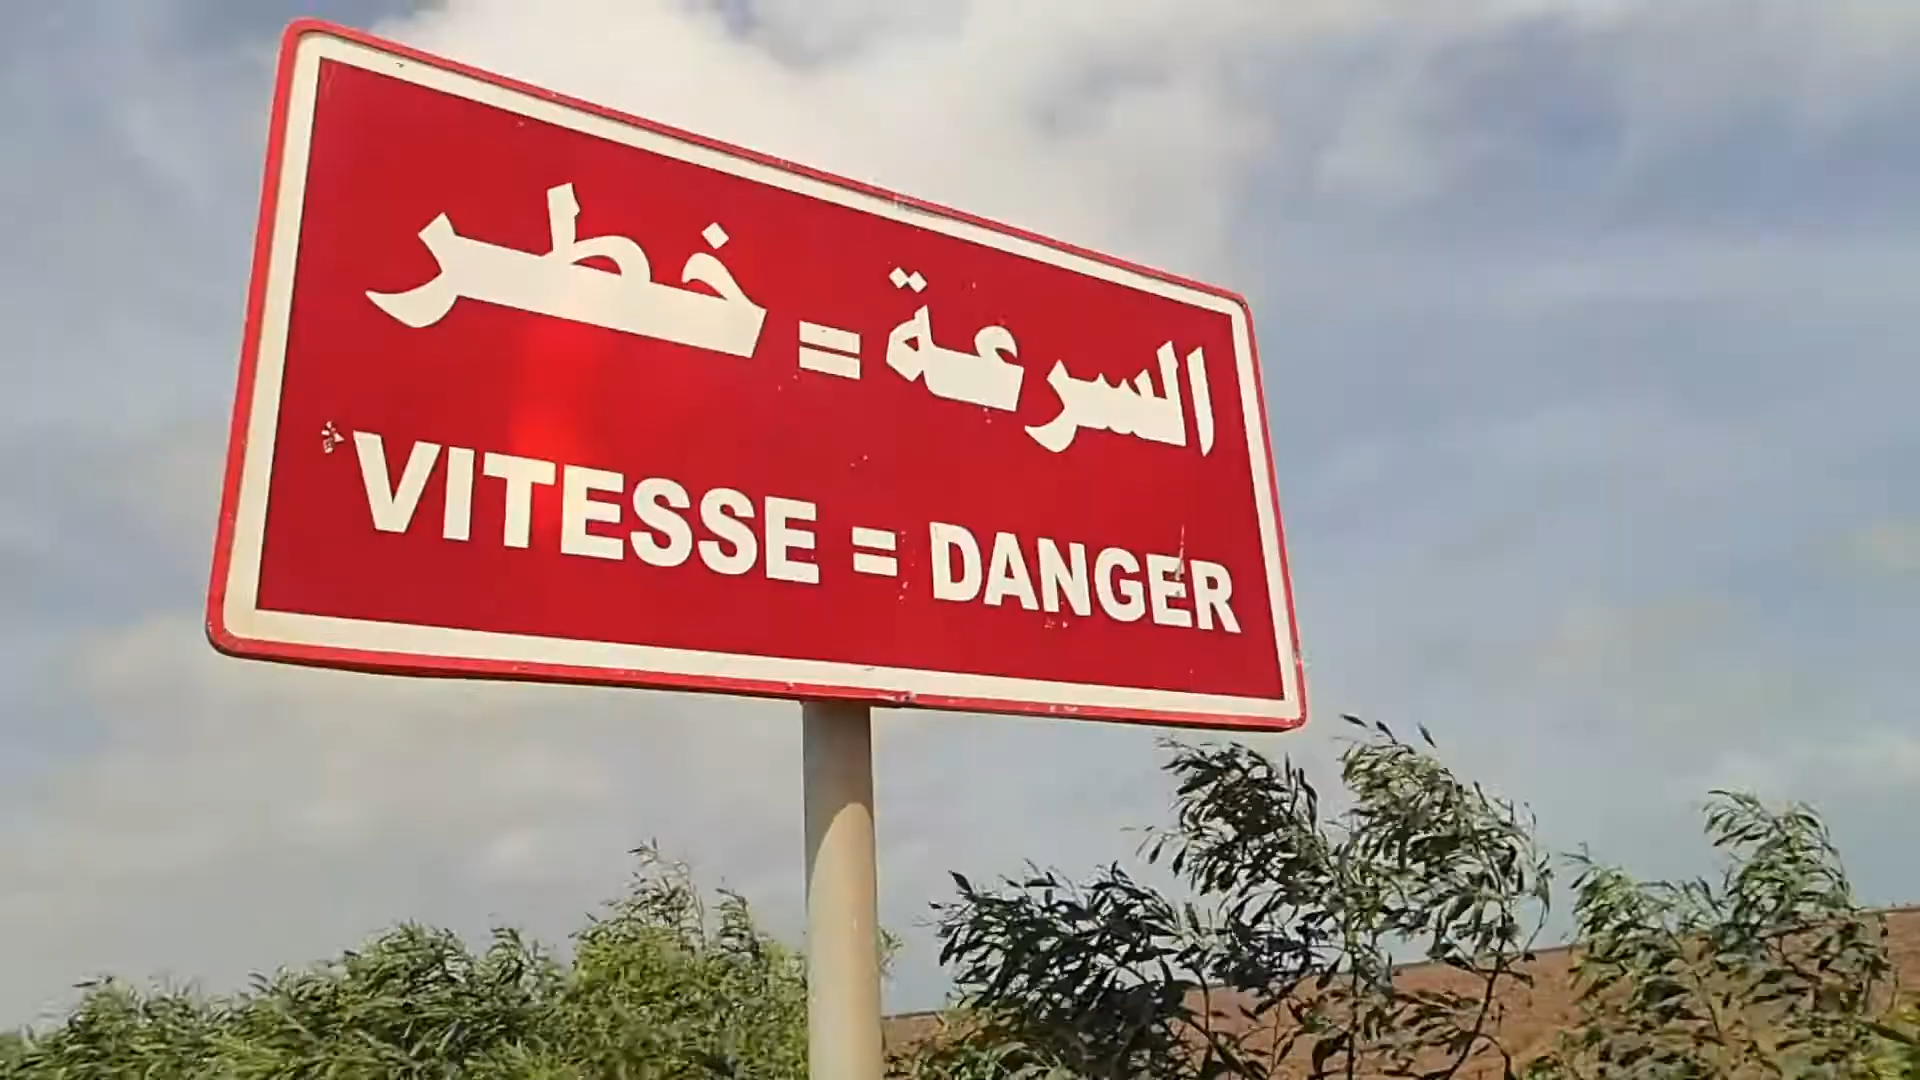 السرعة = خطر
VITESSE = DANGER